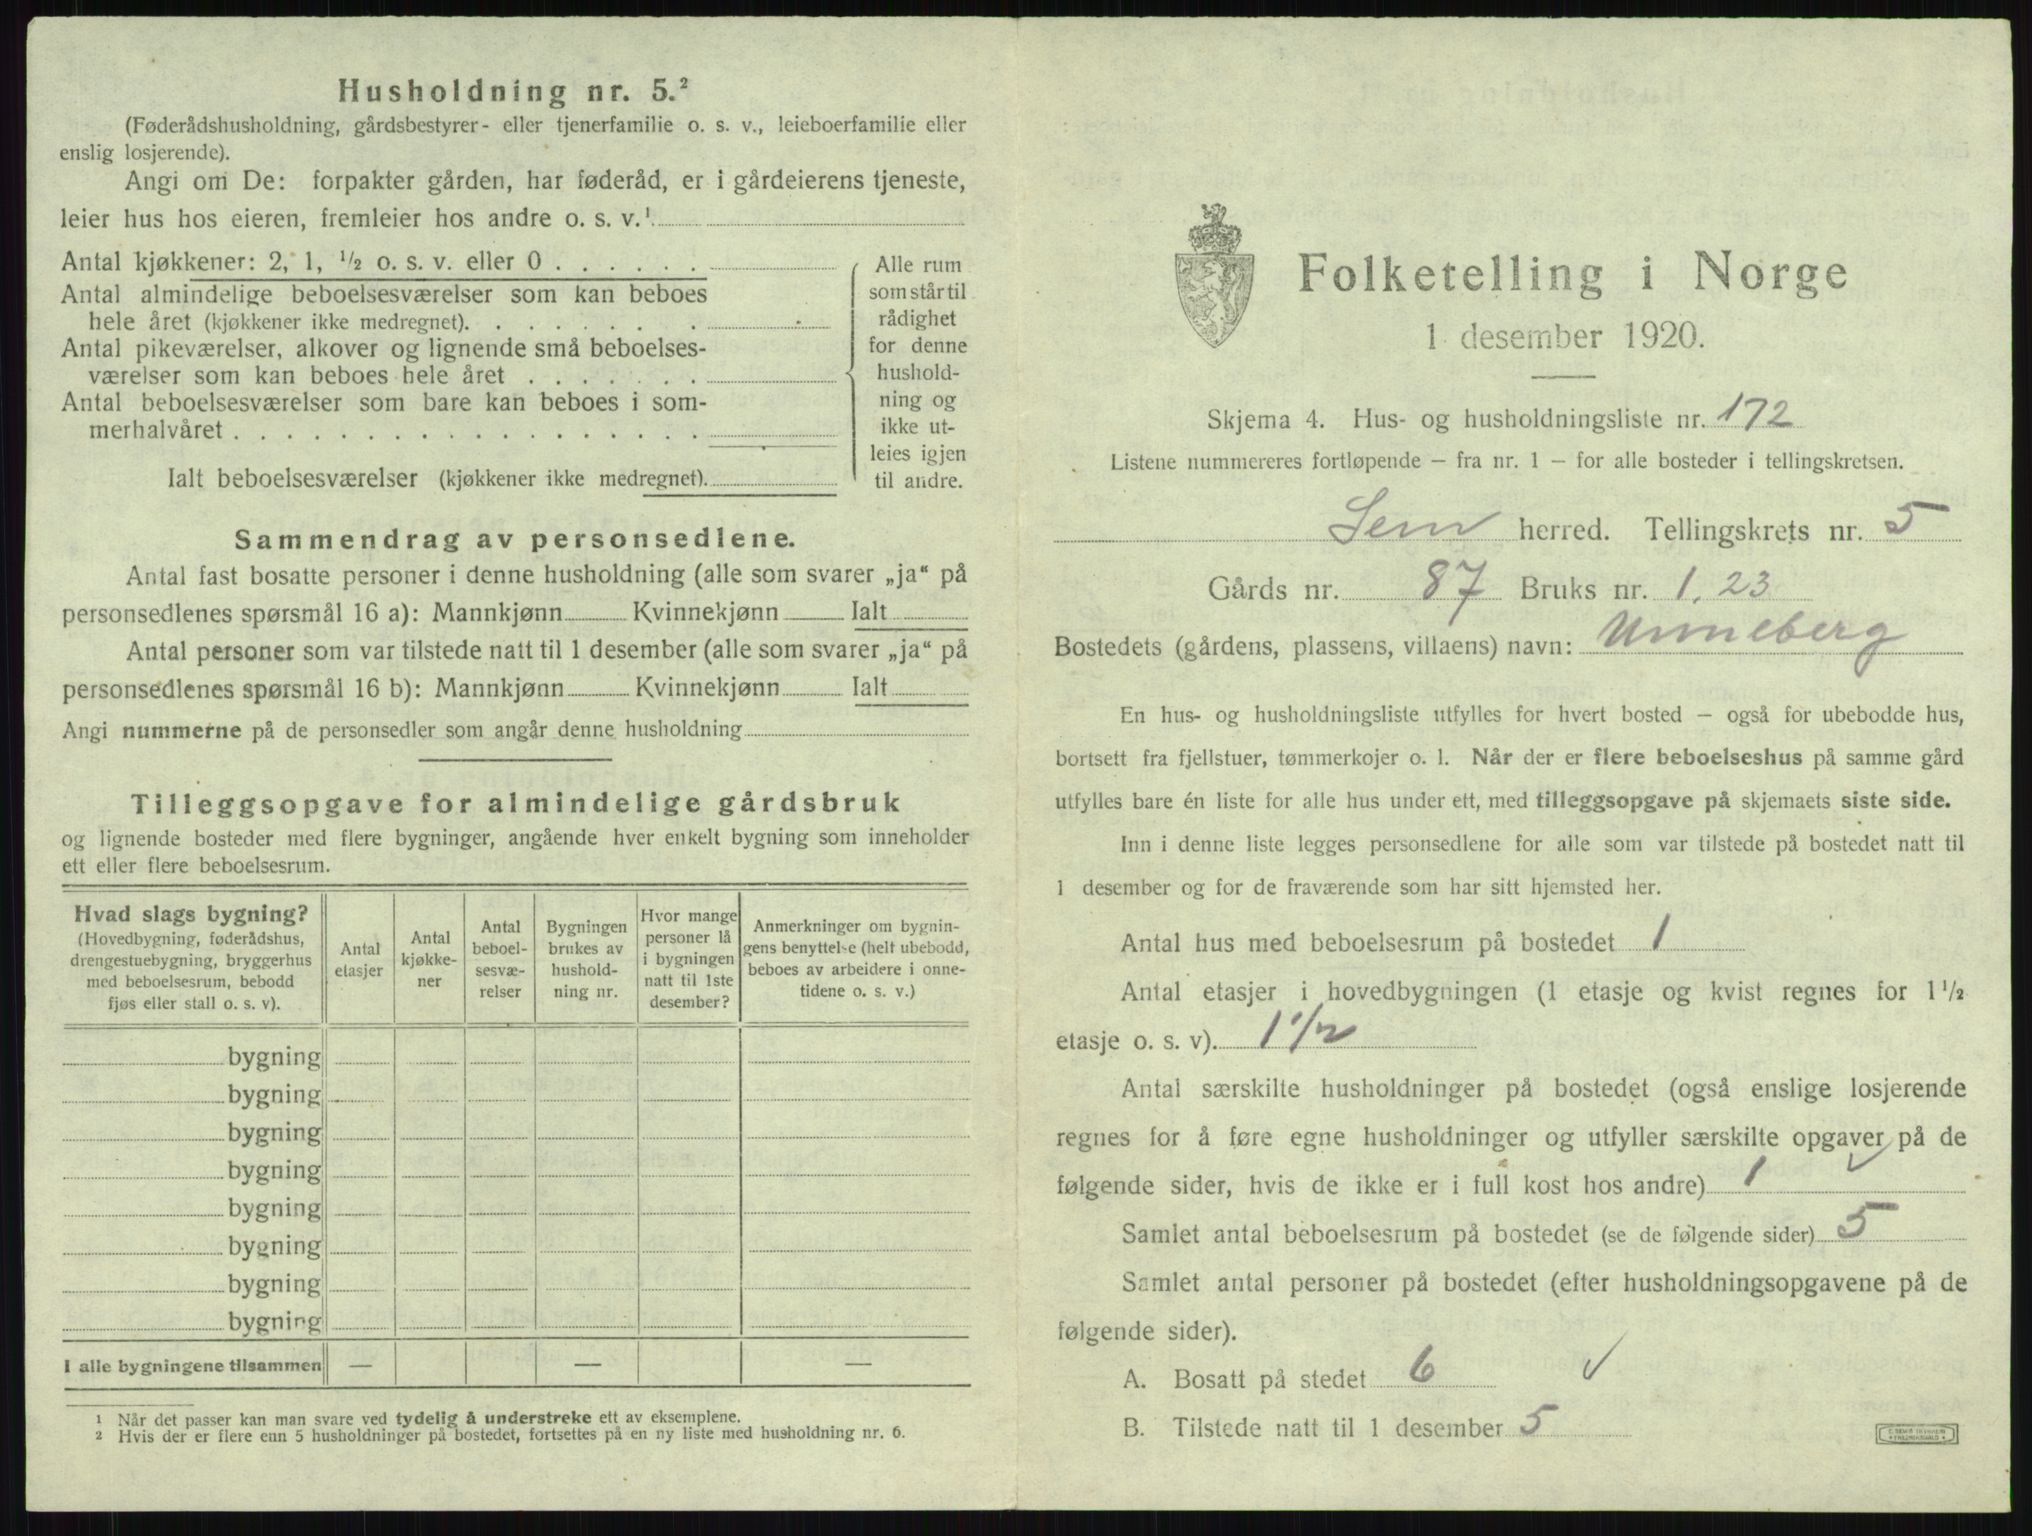 Husholdning nr. 5.²
(Føderådshusholdning, gårdsbestyrer- eller tjenerfamilie o. s. v., leieboerfamilie eller
enslig losjerende).
Angi om De: forpakter gården, har føderåd, er i gårdeierens tjeneste,
leier hus hos eieren, fremleier hos andre o. s. v.¹
Antal kjøkkener: 2, 1, ½ o. s. v. eller 0 . . . . . .
Antal almindelige beboelsesværelser som kan beboes
hele året (kjøkkener ikke medregnet). . . . . . . .
Antal pikeværelser, alkover og lignende små beboelses-
værelser som kan beboes hele året . . . . . . .
Antal beboelsesværelser som bare kan beboes i som-
merhalvåret . . . . . . . . . . . . . . . . .
Ialt beboelsesværelser (kjøkkener ikke medregnet).
Alle rum
som står til
rådighet
for denne
hushold-
ning og
ikke ut-
leies igjen
til andre.
Sammendrag av personsedlene.
Antal fast bosatte personer i denne husholdning (alle som svarer „ja“ på
personsedlenes spørsmål 16 a): Mannkjønn Kvinnekjønn Ialt
Antal personer som var tilstede natt til 1 desember (alle som svarer „ja“ på
personsedlenes spørsmål 16 b): Mannkjønn Kvinnekjønn Ialt
Angi nummerne på de personsedler som angår denne husholdning
Tilleggsopgave for almindelige gårdsbruk
og lignende bosteder med flere bygninger, angående hver enkelt bygning som inneholder
ett eller flere beboelsesrum.
Hvad slags bygning?
(Hovedbygning, føderådshus,
drengestuebygning, bryggerhus
med beboelsesrum, bebodd
fjøs eller stall o. s. v).
Antal
etasjer
Antal
kjøkke-
ner
Antal
beboel-
sesvæ-
relser
Bygningen
brukes av
hushold-
ning nr.
Hvor mange
personer lå
i bygningen
natt til 1ste
desember?
Anmerkninger om bygnin-
gens benyttelse (helt ubebodd,
beboes av arbeidere i onne-
tidene o. s. v.)
bygning
bygning
bygning
bygning
bygning
bygning
bygning
bygning
I alle bygningene tilsammen — — —
¹ Når det passer kan man svare ved tydelig å understreke ett av eksemplene.
² Hvis der er flere enn 5 husholdninger på bostedet, fortsettes på en ny liste med husholdning nr. 6.
Folketelling i Norge
1 desember 1920.
Skjema 4. Hus- og husholdningsliste nr. 172
Listene nummereres fortløpende – fra nr. 1 – for alle bosteder i tellingskretsen.
Sem herred. Tellingskrets nr. 5
Gårds nr. 87 Bruks nr. 1, 23
Bostedets (gårdens, plassens, villaens) navn: Unneberg
En hus- og husholdningsliste utfylles for hvert bosted – også for ubebodde hus,
bortsett fra fjellstuer, tømmerkojer o. l. Når der er flere beboelseshus på samme gård
utfylles bare én liste for alle hus under ett, med tilleggsopgave på skjemaets siste side.
Inn i denne liste legges personsedlene for alle som var tilstede på bostedet natt til
1 desember og for de fraværende som har sitt hjemsted her.
Antal hus med beboelsesrum på bostedet 1
Antal etasjer i hovedbygningen (1 etasje og kvist regnes for 1½
etasje o. s. v). 1 1/2
Antal særskilte husholdninger på bostedet (også enslige losjerende
regnes for å føre egne husholdninger og utfyller særskilte opgaver på de
følgende sider, hvis de ikke er i full kost hos andre) 1 ✓
Samlet antal beboelsesrum på bostedet (se de følgende sider) 5
Samlet antal personer på bostedet (efter husholdningsopgavene på de
følgende sider).
A. Bosatt på stedet 6 ✓
B. Tilstede natt til 1 desember 5